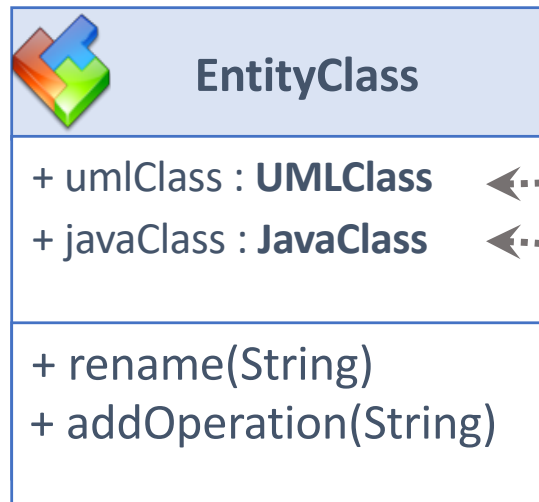 EntityClass
+ umlClass : UMLClass
+ javaClass : JavaClass
+ rename(String)
+ addOperation(String)